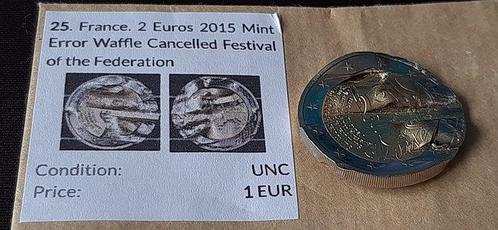 25. France. 2 Euros 2015 Mint
Error Waffle Cancelled Festival
of the Federation
Condition: UNC
Price: 1 EUR